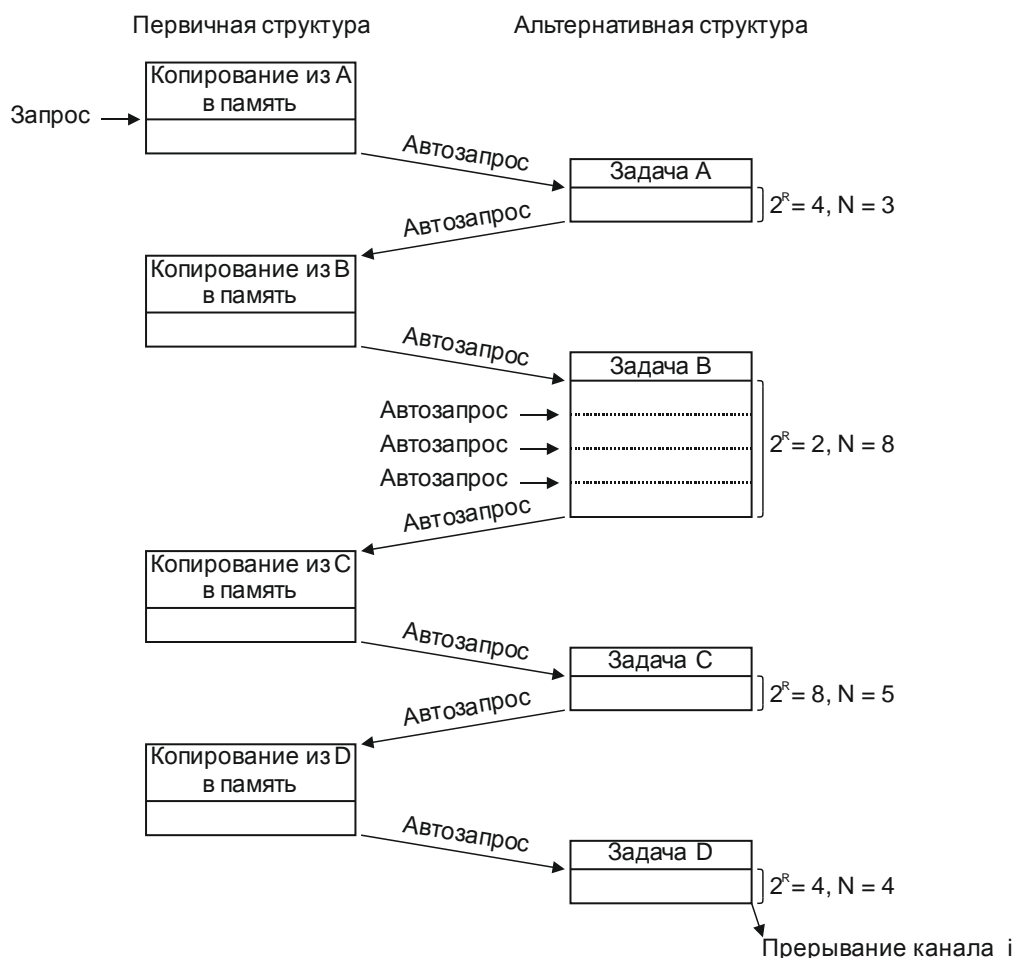 Первичная структура
Альтернативная структура
Копирование из A
в память
Запрос
Автозапрос
Задача A
2^R = 4, N = 3
Автозапрос
Копирование из B
в память
Автозапрос
Задача B
Автозапрос
Автозапрос
2^R = 2, N = 8
Автозапрос
Автозапрос
Копирование из C
в память
Автозапрос
Задача C
2^R = 8, N = 5
Автозапрос
Копирование из D
в память
Автозапрос
Задача D
2^R = 4, N = 4
Прерывание канала i